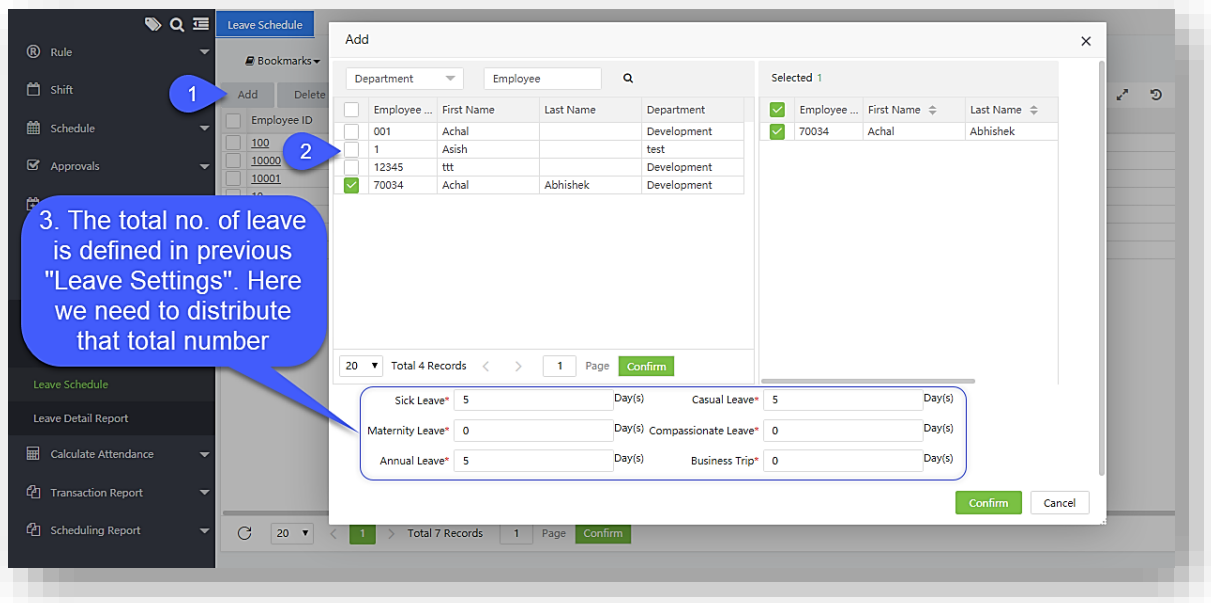 Leave Schedule
Rule
Shift
Schedule
Approvals
Leave Schedule
Leave Detail Report
Calculate Attendance
Transaction Report
Scheduling Report
Bookmarks
Add Delete
Employee ID
100
10000
10001
10
1
2
3. The total no. of leave
is defined in previous
"Leave Settings". Here
we need to distribute
that total number
Add
Department Employee
Employee ... First Name Last Name Department
001 Achal Development
1 Asish test
12345 ttt Development
70034 Achal Abhishek Development
20 Total 4 Records 1 Page Confirm
Selected 1
Employee ... First Name Last Name
70034 Achal Abhishek
Sick Leave* 5 Day(s) Casual Leave* 5 Day(s)
Maternity Leave* 0 Day(s) Compassionate Leave* 0 Day(s)
Annual Leave* 5 Day(s) Business Trip* 0 Day(s)
Confirm Cancel
20 1 Total 7 Records 1 Page Confirm